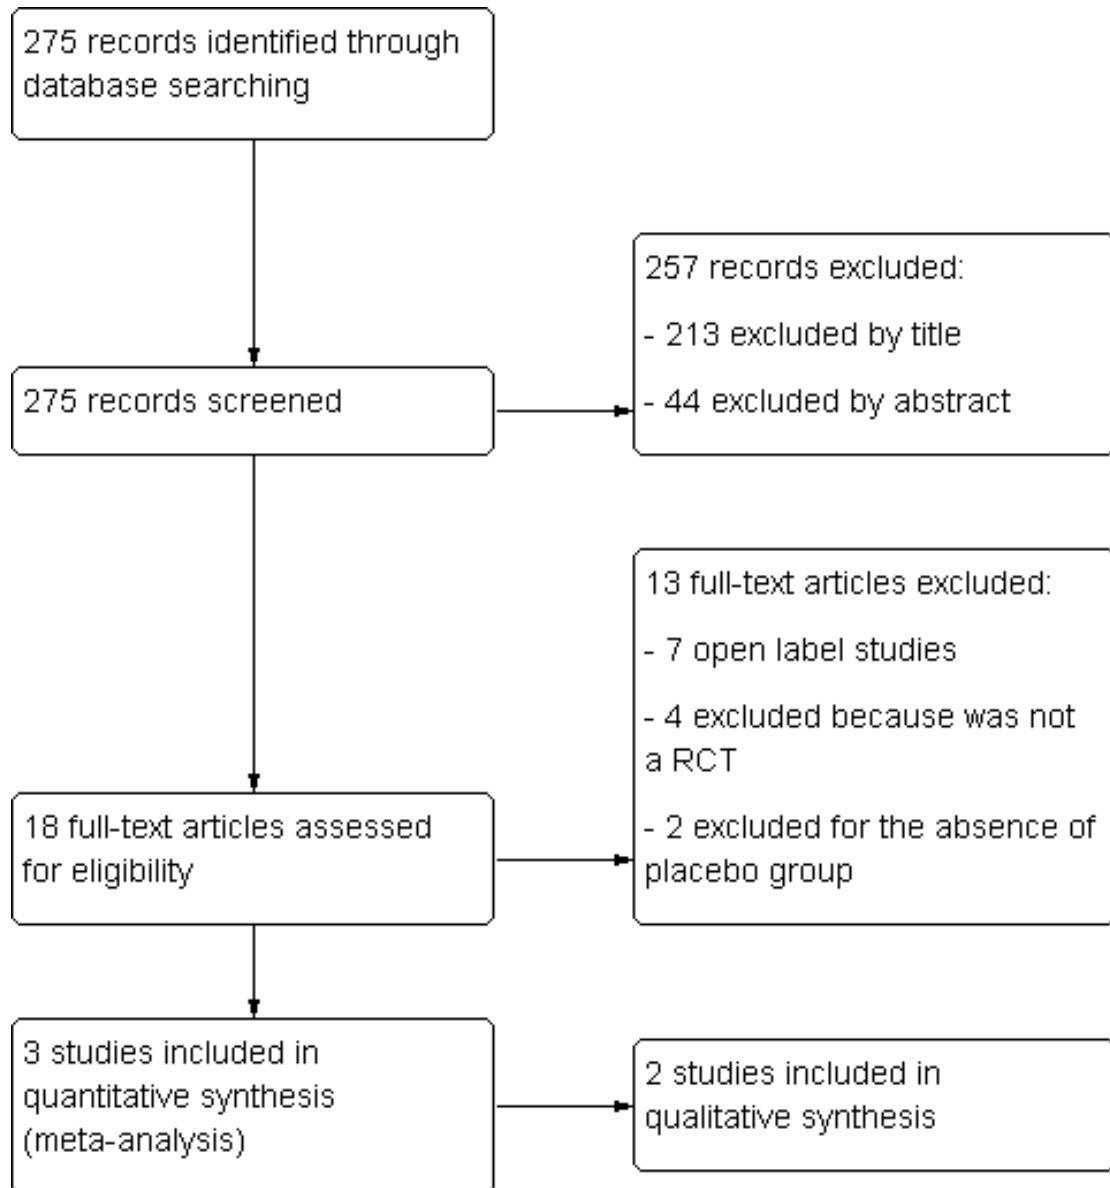 275 records identified through
database searching
257 records excluded:
- 213 excluded by title
- 44 excluded by abstract
275 records screened
13 full-text articles excluded:
- 7 open label studies
- 4 excluded because was not
a RCT
- 2 excluded for the absence of
placebo group
18 full-text articles assessed
for eligibility
3 studies included in
quantitative synthesis
(meta-analysis)
2 studies included in
qualitative synthesis